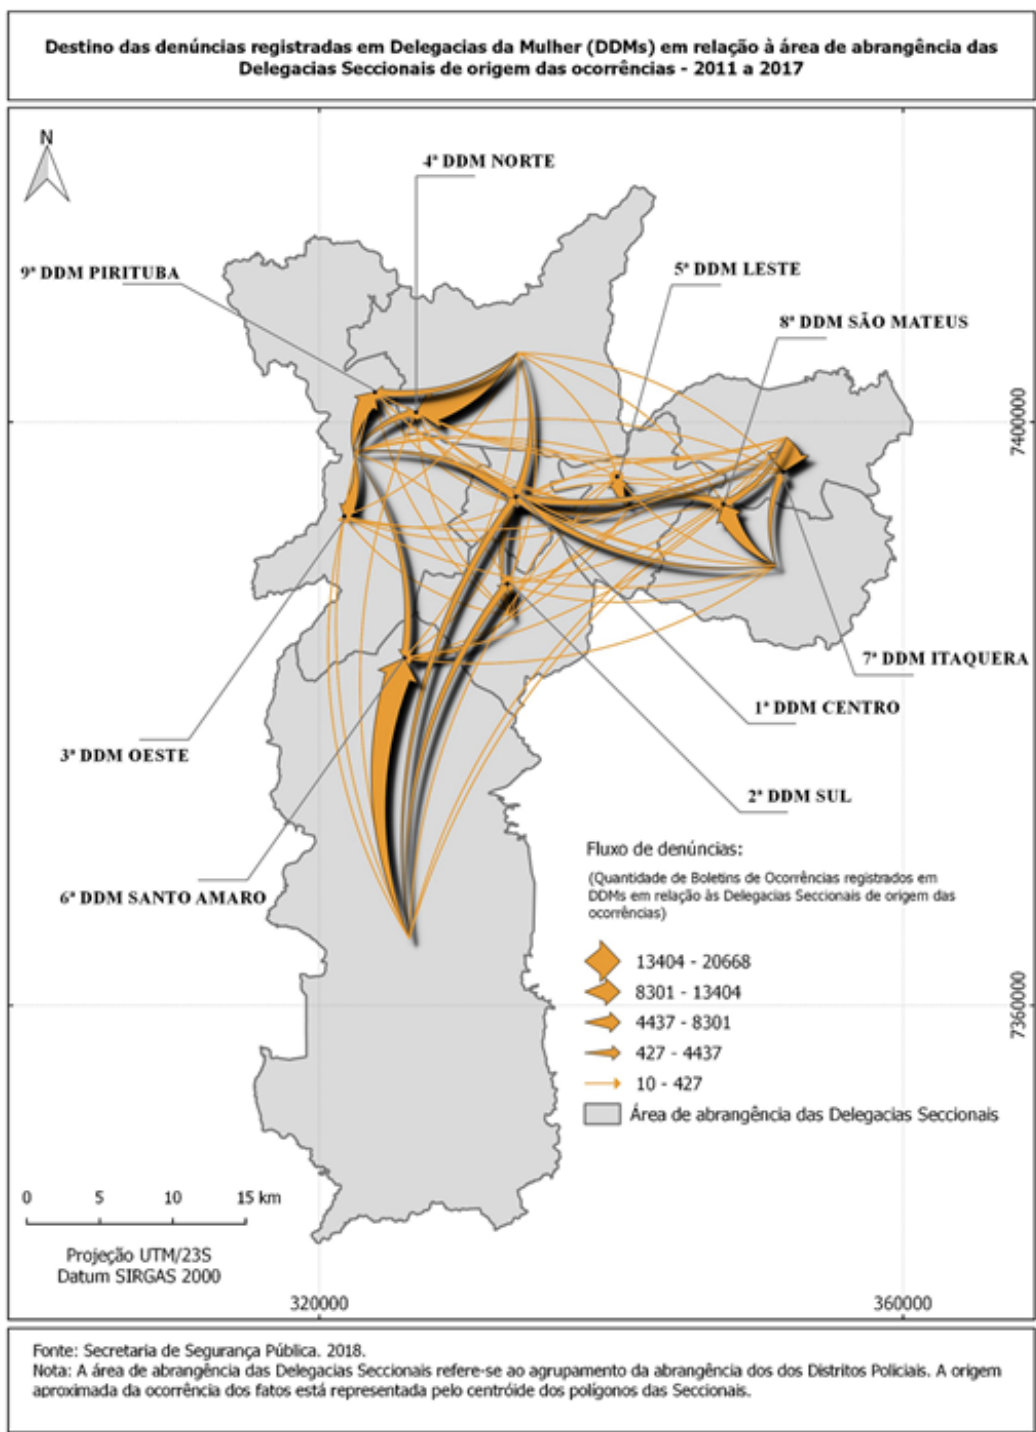 Destino das denúncias registradas em Delegacias da Mulher (DDMs) em relação à área de abrangência das
Delegacias Seccionais de origem das ocorrências - 2011 a 2017
N
4ª DDM NORTE
9ª DDM PIRITUBA
5ª DDM LESTE
8ª DDM SÃO MATEUS
7400000
7ª DDM ITAQUERA
1ª DDM CENTRO
3ª DDM OESTE
2ª DDM SUL
6ª DDM SANTO AMARO
Fluxo de denúncias:
(Quantidade de Boletins de Ocorrências registrados em
DDMs em relação às Delegacias Seccionais de origem das
ocorrências)
13404 - 20668
8301 - 13404
4437 - 8301
427 - 4437
10 - 427
Área de abrangência das Delegacias Seccionais
7360000
0 5 10 15 km
Projeção UTM/23S
Datum SIRGAS 2000
320000 360000
Fonte: Secretaria de Segurança Pública. 2018.
Nota: A área de abrangência das Delegacias Seccionais refere-se ao agrupamento da abrangência dos dos Distritos Policiais. A origem
aproximada da ocorrência dos fatos está representada pelo centróide dos polígonos das Seccionais.